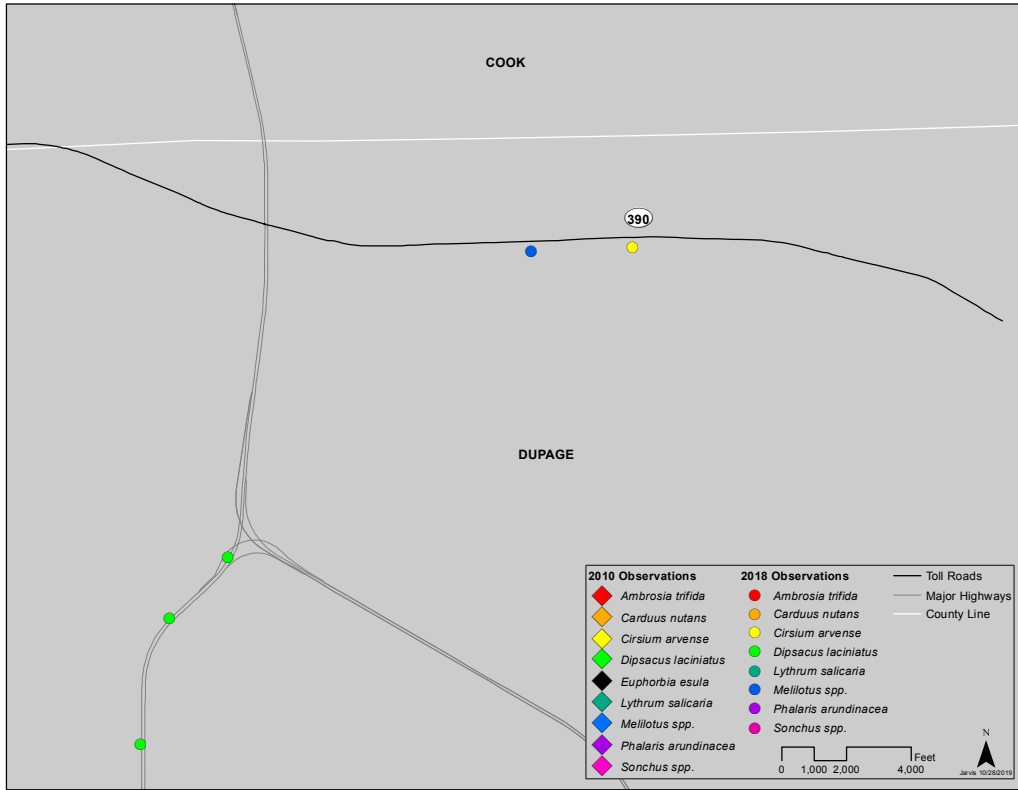 COOK
390
DUPAGE
2010 Observations
Ambrosia trifida
Carduus nutans
Cirsium arvense
Dipsacus laciniatus
Euphorbia esula
Lythrum salicaria
Melilotus spp.
Phalaris arundinacea
Sonchus spp.
2018 Observations
Ambrosia trifida
Carduus nutans
Cirsium arvense
Dipsacus laciniatus
Lythrum salicaria
Melilotus spp.
Phalaris arundinacea
Sonchus spp.
Toll Roads
Major Highways
County Line
Feet
0 1,000 2,000 4,000
N
Jarvis 10/28/2019